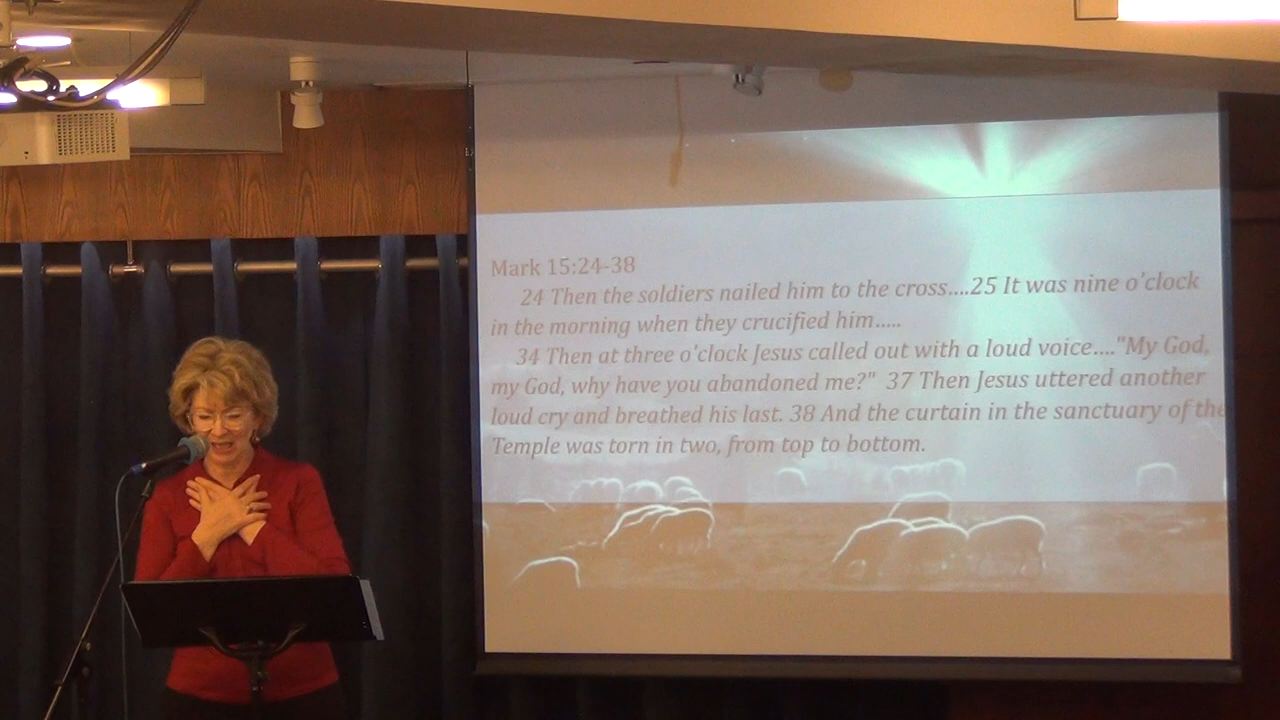 Mark 15:24-38
24 Then the soldiers nailed him to the cross....25 It was nine o'clock
in the morning when they crucified him.....
34 Then at three o'clock Jesus called out with a loud voice...."My God,
my God, why have you abandoned me?" 37 Then Jesus uttered another
loud cry and breathed his last. 38 And the curtain in the sanctuary of the
Temple was torn in two, from top to bottom.